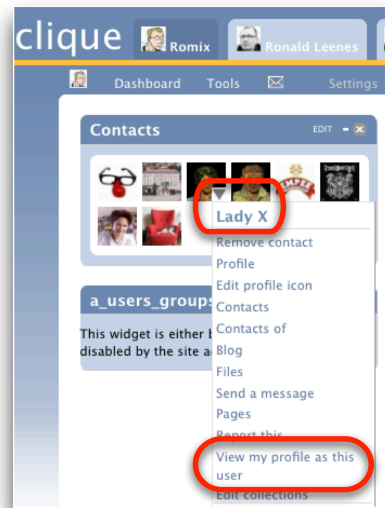 clique Romix Ronald Leenes
Dashboard Tools Settings
Contacts EDIT
Lady X
Remove contact
Profile
Edit profile icon
Contacts
Contacts of
Blog
Files
Send a message
Pages
Report this
View my profile as this
user
Edit collections
a_users_groups
This widget is either
disabled by the site